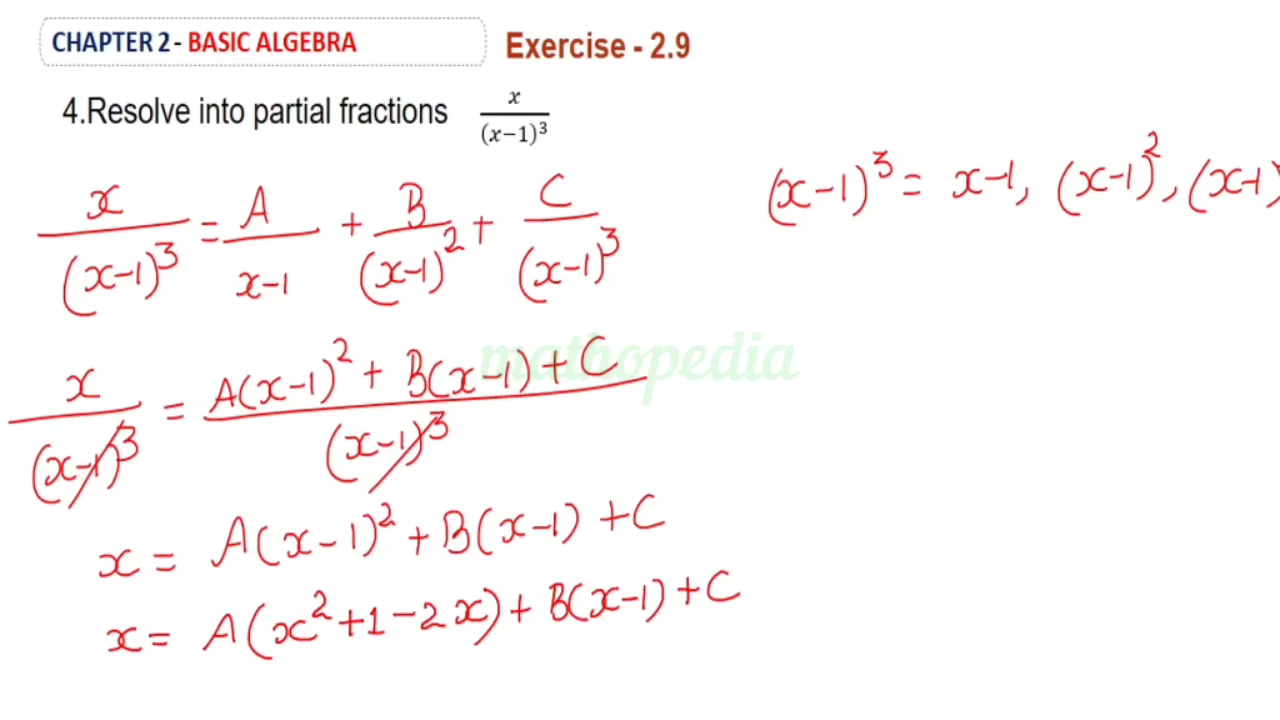 CHAPTER 2 - BASIC ALGEBRA
Exercise - 2.9
4.Resolve into partial fractions x/(x−1)³
(x-1)³ = x-1, (x-1)², (x-1)
x/(x-1)³ = A/x-1 + B/(x-1)² + C/(x-1)³
mathopedia
x/(x-1)³ = A(x-1)² + B(x-1) + C/(x-1)³
x = A(x-1)² + B(x-1) + C
x = A(x²+1-2x) + B(x-1) + C